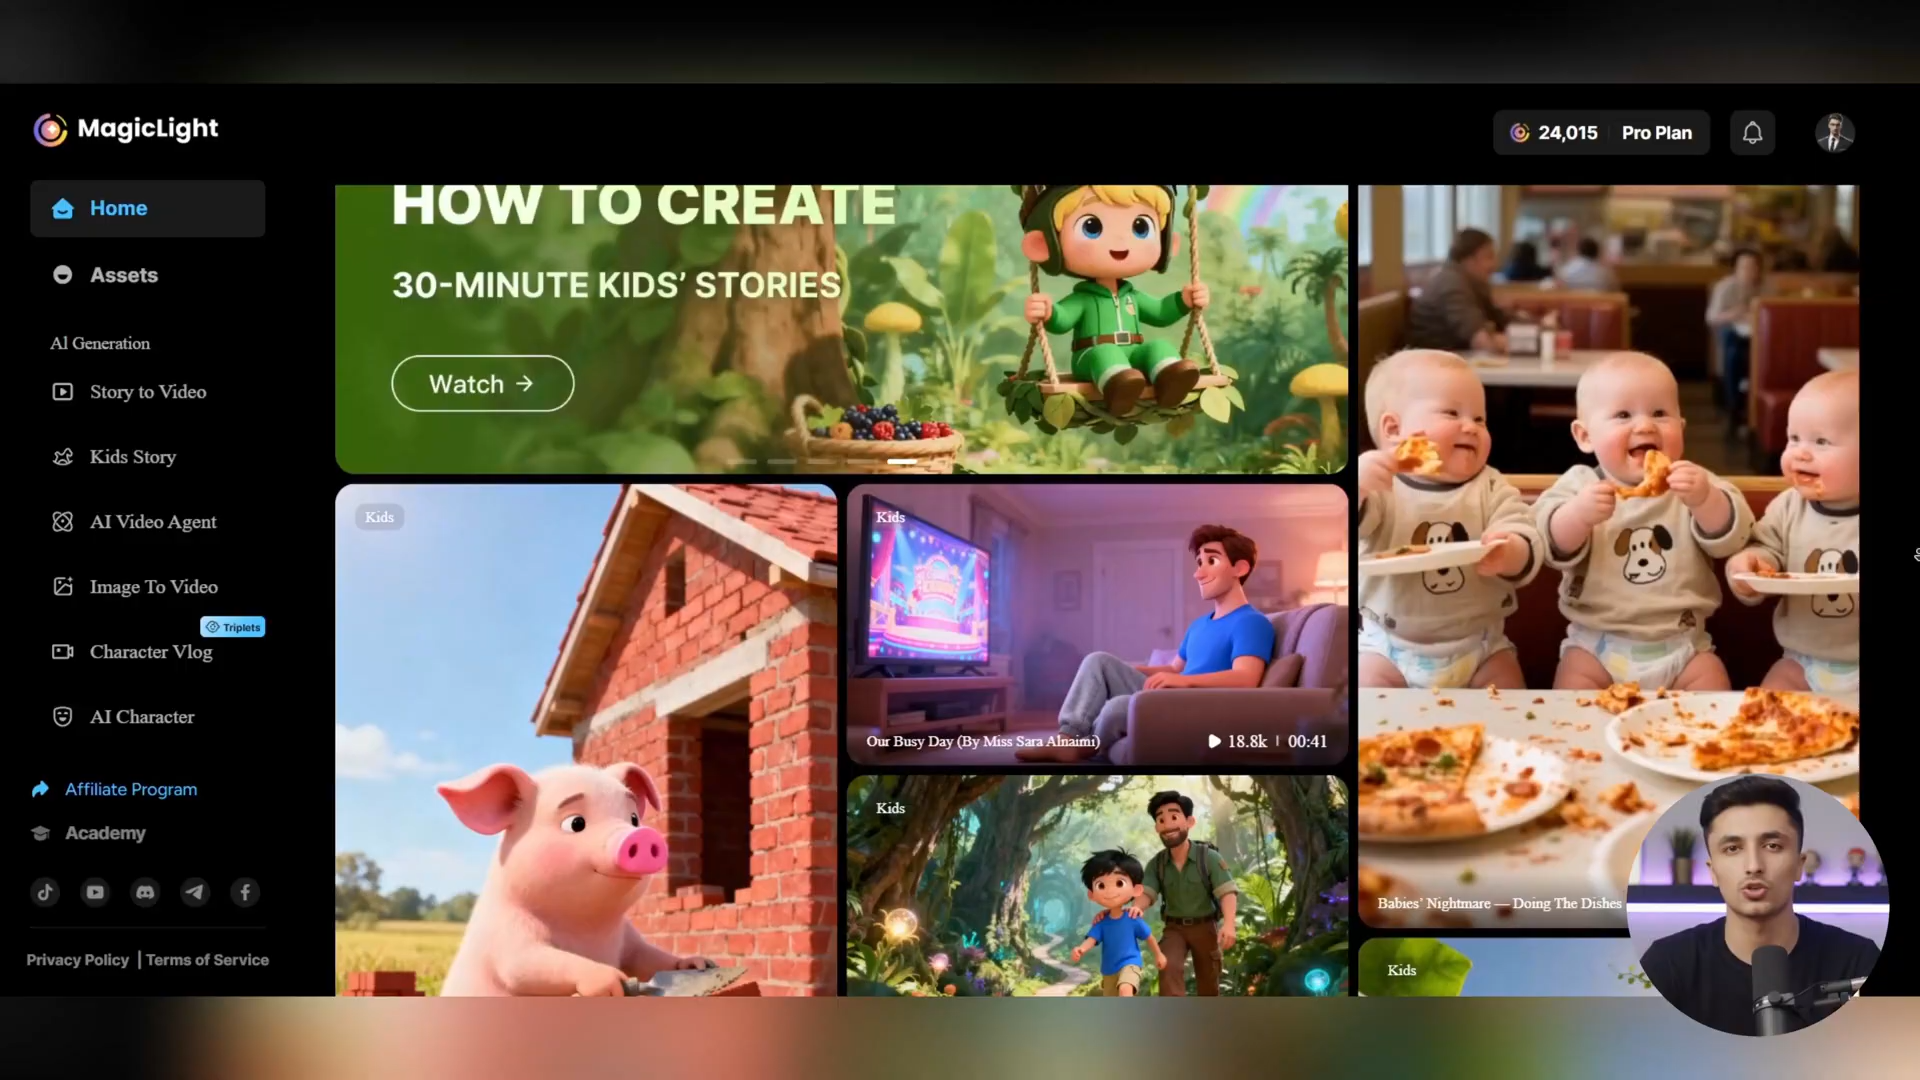 MagicLight
24,015 Pro Plan
Home
Assets
AI Generation
Story to Video
Kids Story
AI Video Agent
Image To Video
Triplets
Character Vlog
AI Character
Affiliate Program
Academy
Privacy Policy | Terms of Service
HOW TO CREATE
30-MINUTE KIDS' STORIES
Watch →
Kids
Kids
Our Busy Day (By Miss Sara Alnaimi) 18.8k | 00:41
Kids
Babies' Nightmare — Doing The Dishes
Kids